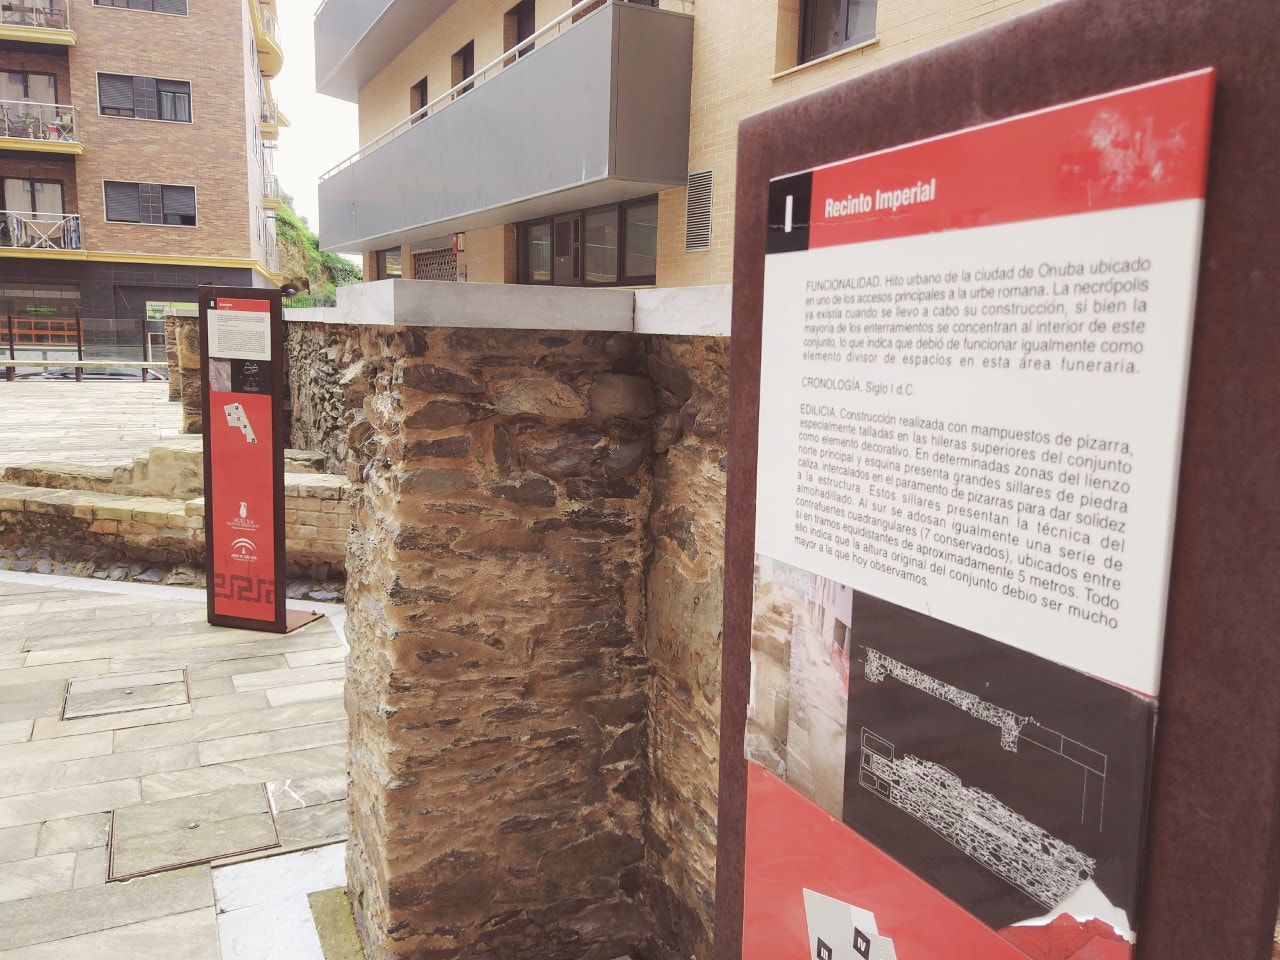 I
Recinto Imperial
FUNCIONALIDAD. Hito urbano de la ciudad de Onuba ubicado
en uno de los accesos principales a la urbe romana. La necrópolis
ya existía cuando se llevo a cabo su construcción, si bien la
mayoría de los enterramientos se concentran al interior de este
conjunto, lo que indica que debió de funcionar igualmente como
elemento divisor de espacios en esta área funeraria.
CRONOLOGÍA. Siglo I d.C.
EDILICIA. Construcción realizada con mampuestos de pizarra,
especialmente talladas en las hileras superiores del conjunto
como elemento decorativo. En determinadas zonas del lienzo
norte principal y esquina presenta grandes sillares de piedra
caliza, intercalados en el paramento de pizarras para dar solidez
a la estructura. Estos sillares presentan la técnica del
almohadillado. Al sur se adosan igualmente una serie de
contrafuertes cuadrangulares (7 conservados), ubicados entre
si en tramos equidistantes de aproximadamente 5 metros. Todo
ello indica que la altura original del conjunto debio ser mucho
mayor a la que hoy observamos.
III
IV
II
HUELVA